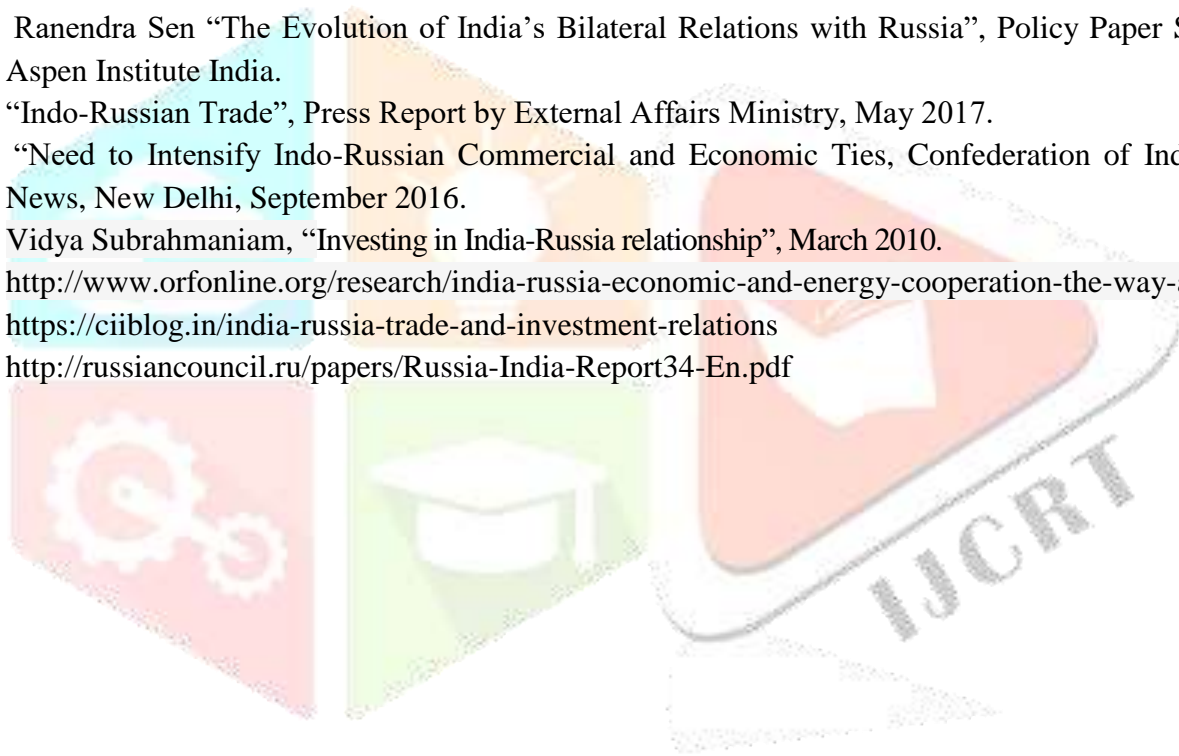 Ranendra Sen “The Evolution of India’s Bilateral Relations with Russia”, Policy Paper
Aspen Institute India.
“Indo-Russian Trade”, Press Report by External Affairs Ministry, May 2017.
“Need to Intensify Indo-Russian Commercial and Economic Ties, Confederation of
News, New Delhi, September 2016.
Vidya Subrahmaniam, “Investing in India-Russia relationship”, March 2010.
http://www.orfonline.org/research/india-russia-economic-and-energy-cooperation-the-way-
https://ciiblog.in/india-russia-trade-and-investment-relations
http://russiancouncil.ru/papers/Russia-India-Report34-En.pdf
IJCRT